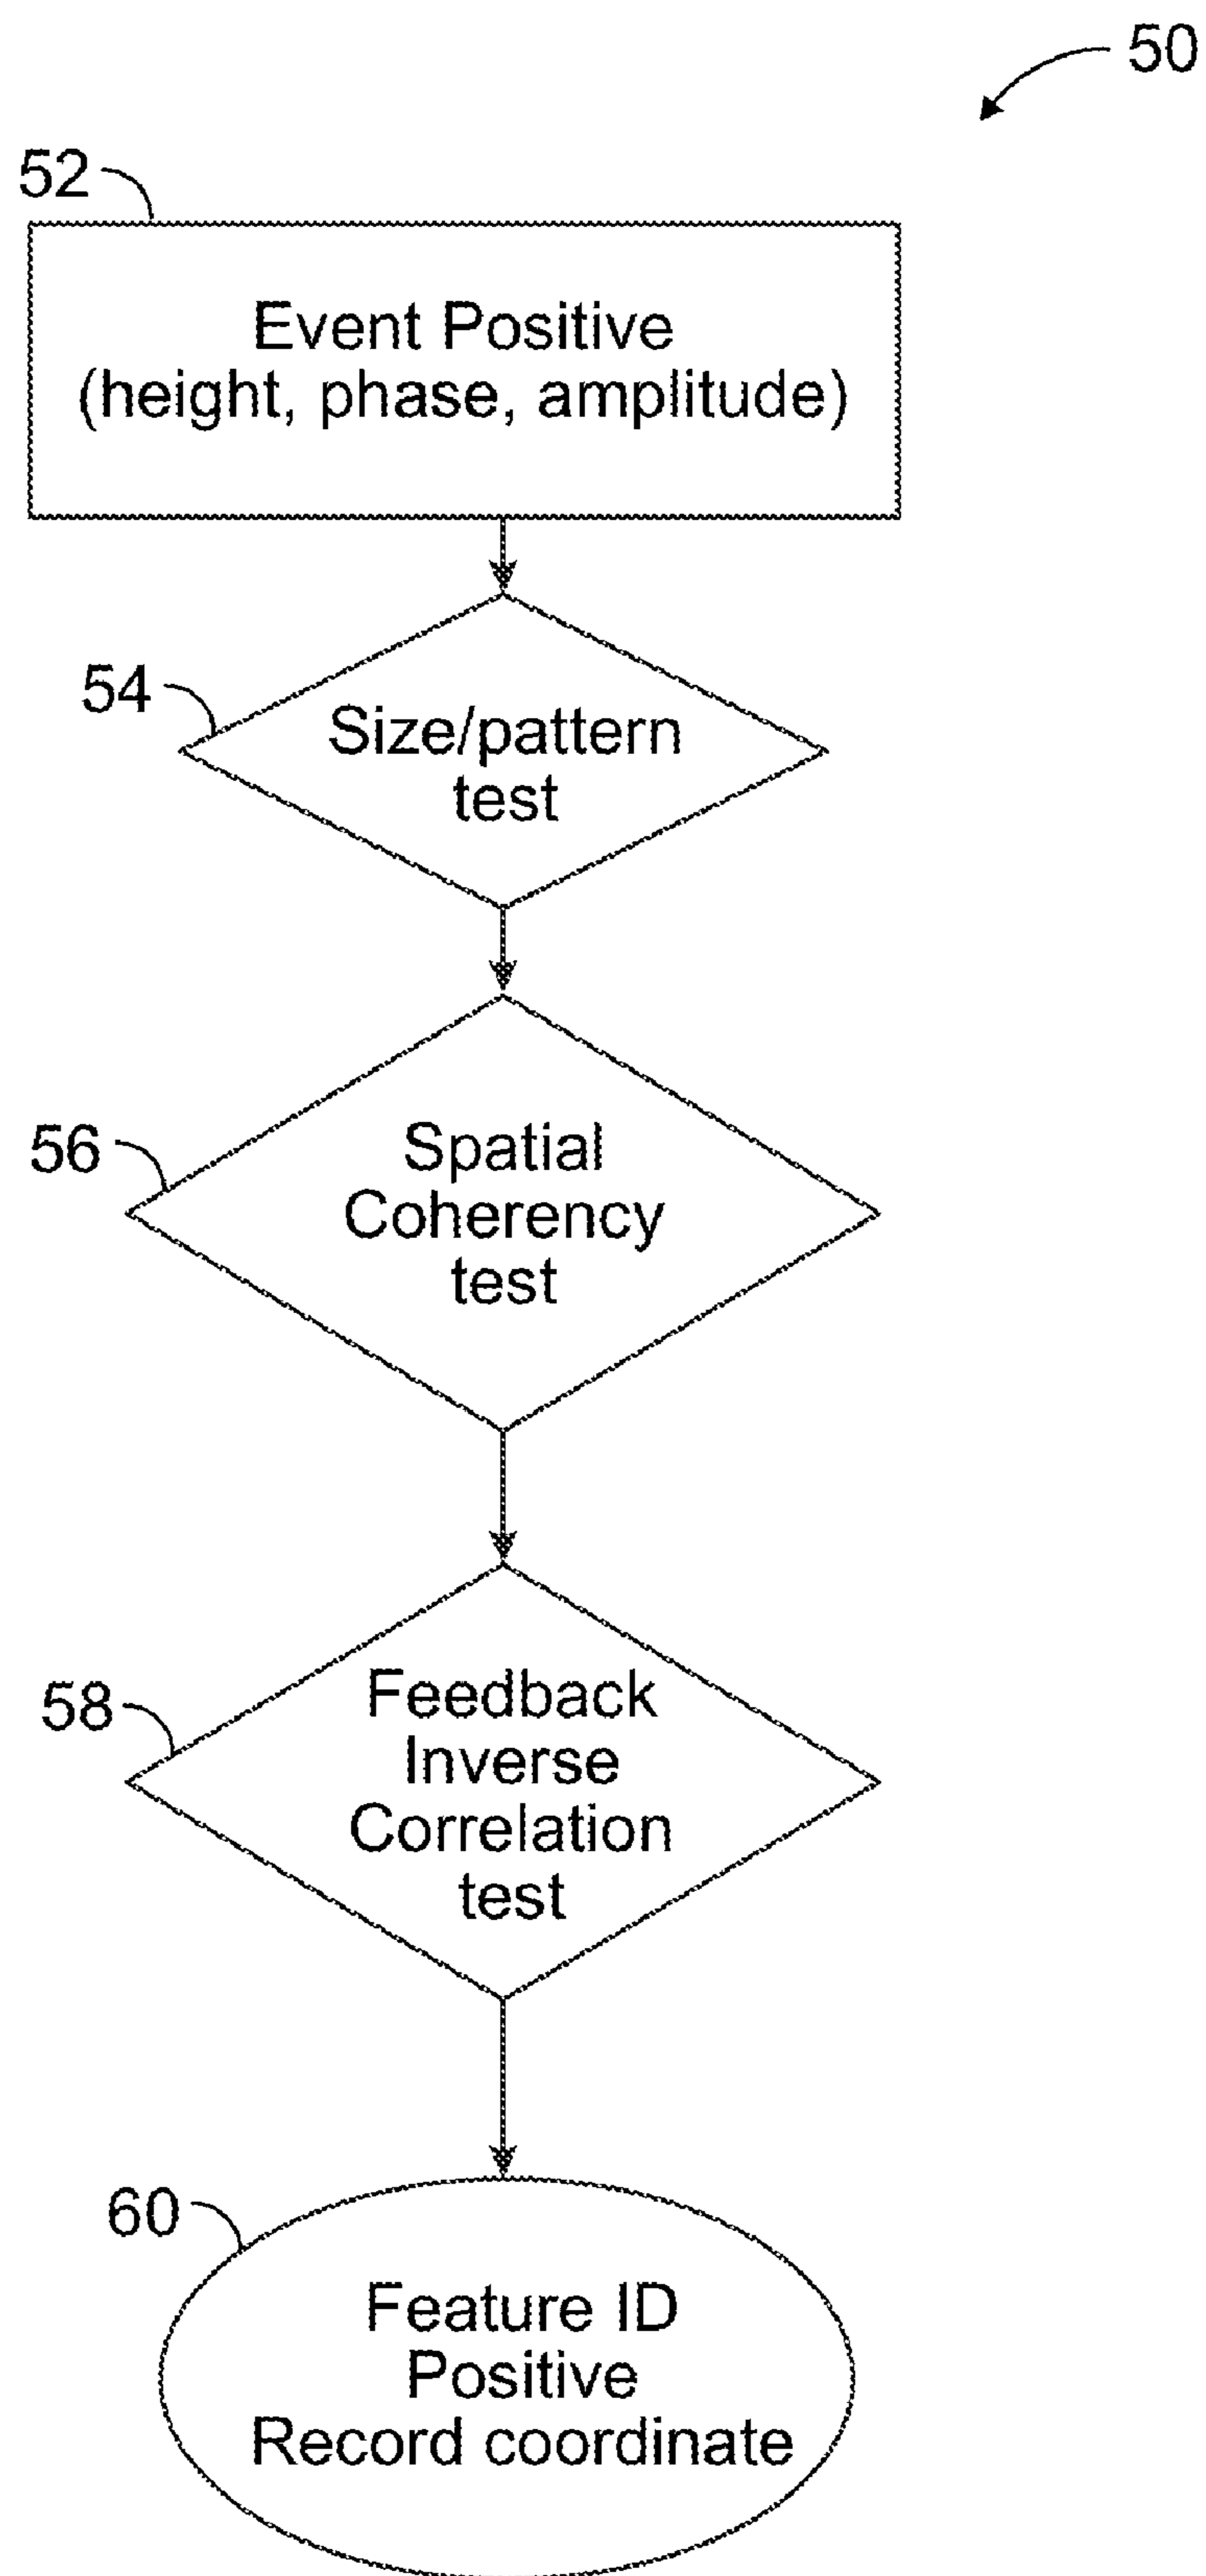 50
52
Event Positive
(height, phase, amplitude)
54
Size/pattern
test
56
Spatial
Coherency
test
58
Feedback
Inverse
Correlation
test
60
Feature ID
Positive
Record coordinate